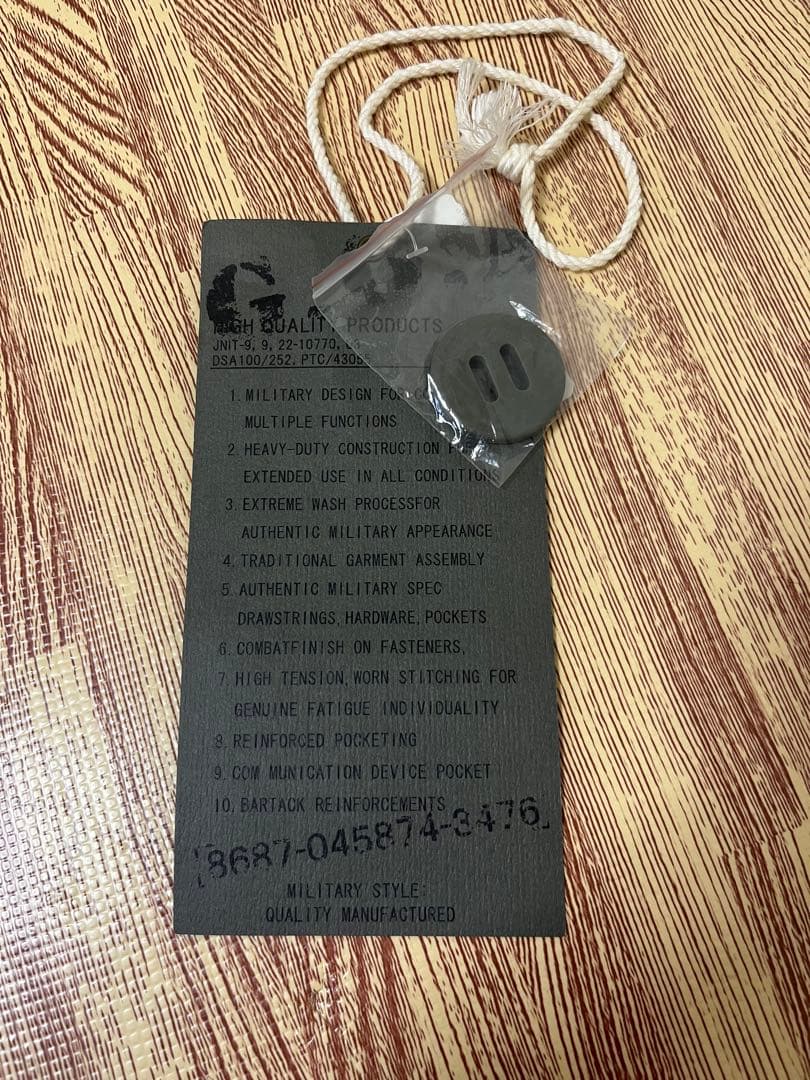 HIGH QUALITY PRODUCTS
JNIT-9, 9, 22-10770,
DSA100/252, PTC/43055
1. MILITARY DESIGN
MULTIPLE FUNCTIONS
2. HEAVY-DUTY CONSTRUCTION
EXTENDED USE IN ALL CONDITIONS
3. EXTREME WASH PROCESSFOR
AUTHENTIC MILITARY APPEARANCE
4. TRADITIONAL GARMENT ASSEMBLY
5. AUTHENTIC MILITARY SPEC
DRAWSTRINGS, HARDWARE, POCKETS
6. COMBATFINISH ON FASTENERS,
7. HIGH TENSION, WORN STITCHING FOR
GENUINE FATIGUE INDIVIDUALITY
8. REINFORCED POCKETING
9. COM MUNICATION DEVICE POCKET
10. BARTACK REINFORCEMENTS
8687-045874-3476
MILITARY STYLE:
QUALITY MANUFACTURED